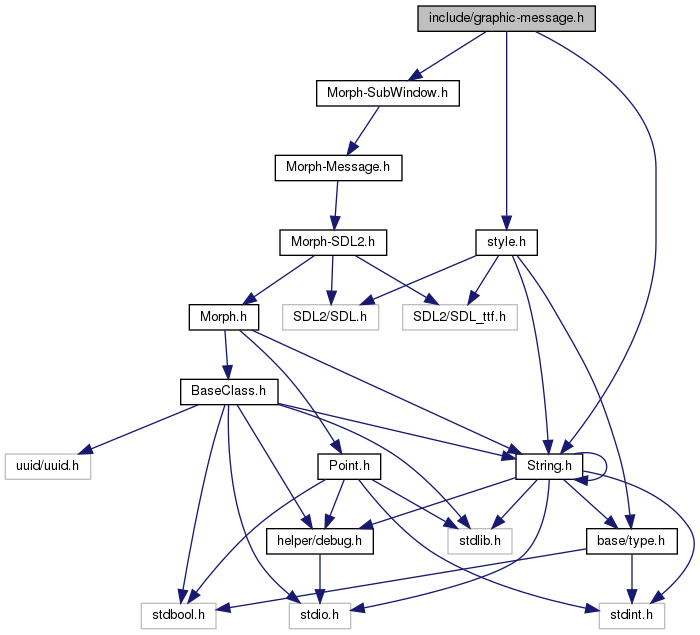 include/graphic-message.h
Morph-SubWindow.h
Morph-Message.h
Morph-SDL2.h
style.h
Morph.h
SDL2/SDL.h
SDL2/SDL_ttf.h
BaseClass.h
uuid/uuid.h
Point.h
String.h
helper/debug.h
stdlib.h
base/type.h
stdbool.h
stdio.h
stdint.h